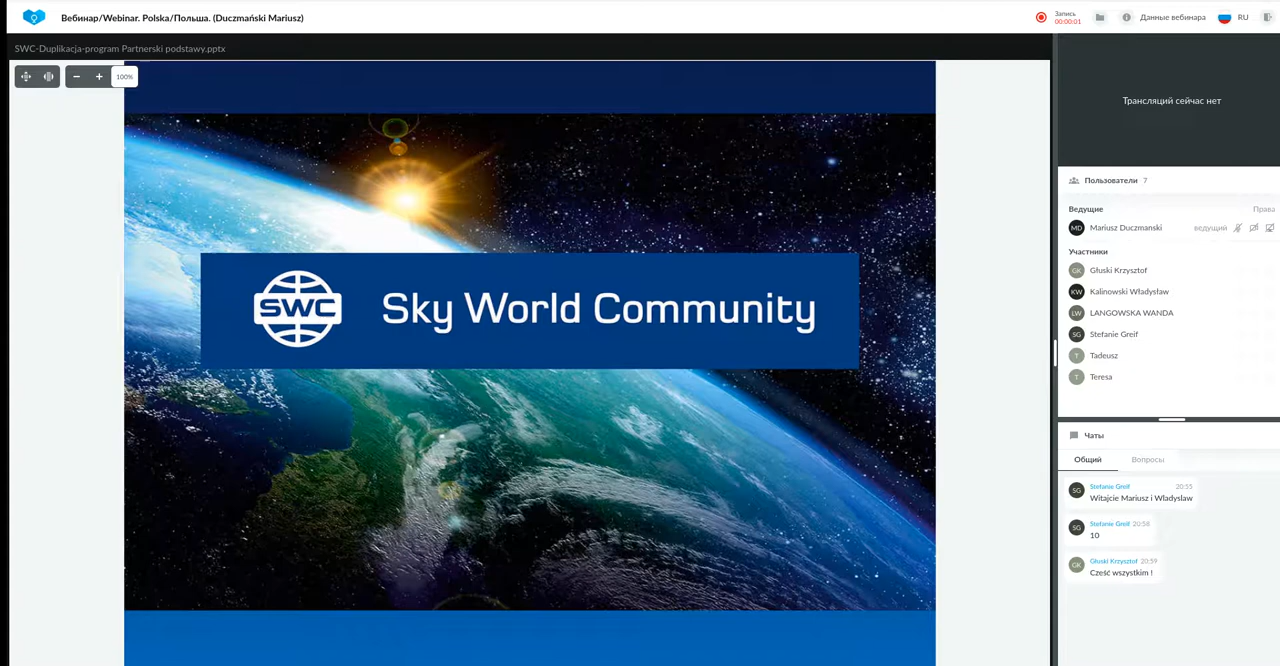 Вебинар/Webinar. Polska/Польша. (Duczmański Mariusz)
Запись
00:00:01
Данные вебинара
RU
SWC-Duplikacja-program Partnerski podstawy.pptx
100%
SWC
Sky World Community
Трансляций сейчас нет
Пользователи 7
Ведущие Права
MD Mariusz Duczmanski ведущий
Участники
GK Głuski Krzysztof
KW Kalinowski Władysław
LW LANGOWSKA WANDA
SG Stefanie Greif
T Tadeusz
T Teresa
Чаты
Общий Вопросы
SG Stefanie Greif 20:55
Witajcie Mariusz i Wladyslaw
SG Stefanie Greif 20:58
10
GK Głuski Krzysztof 20:59
Cześć wszystkim !